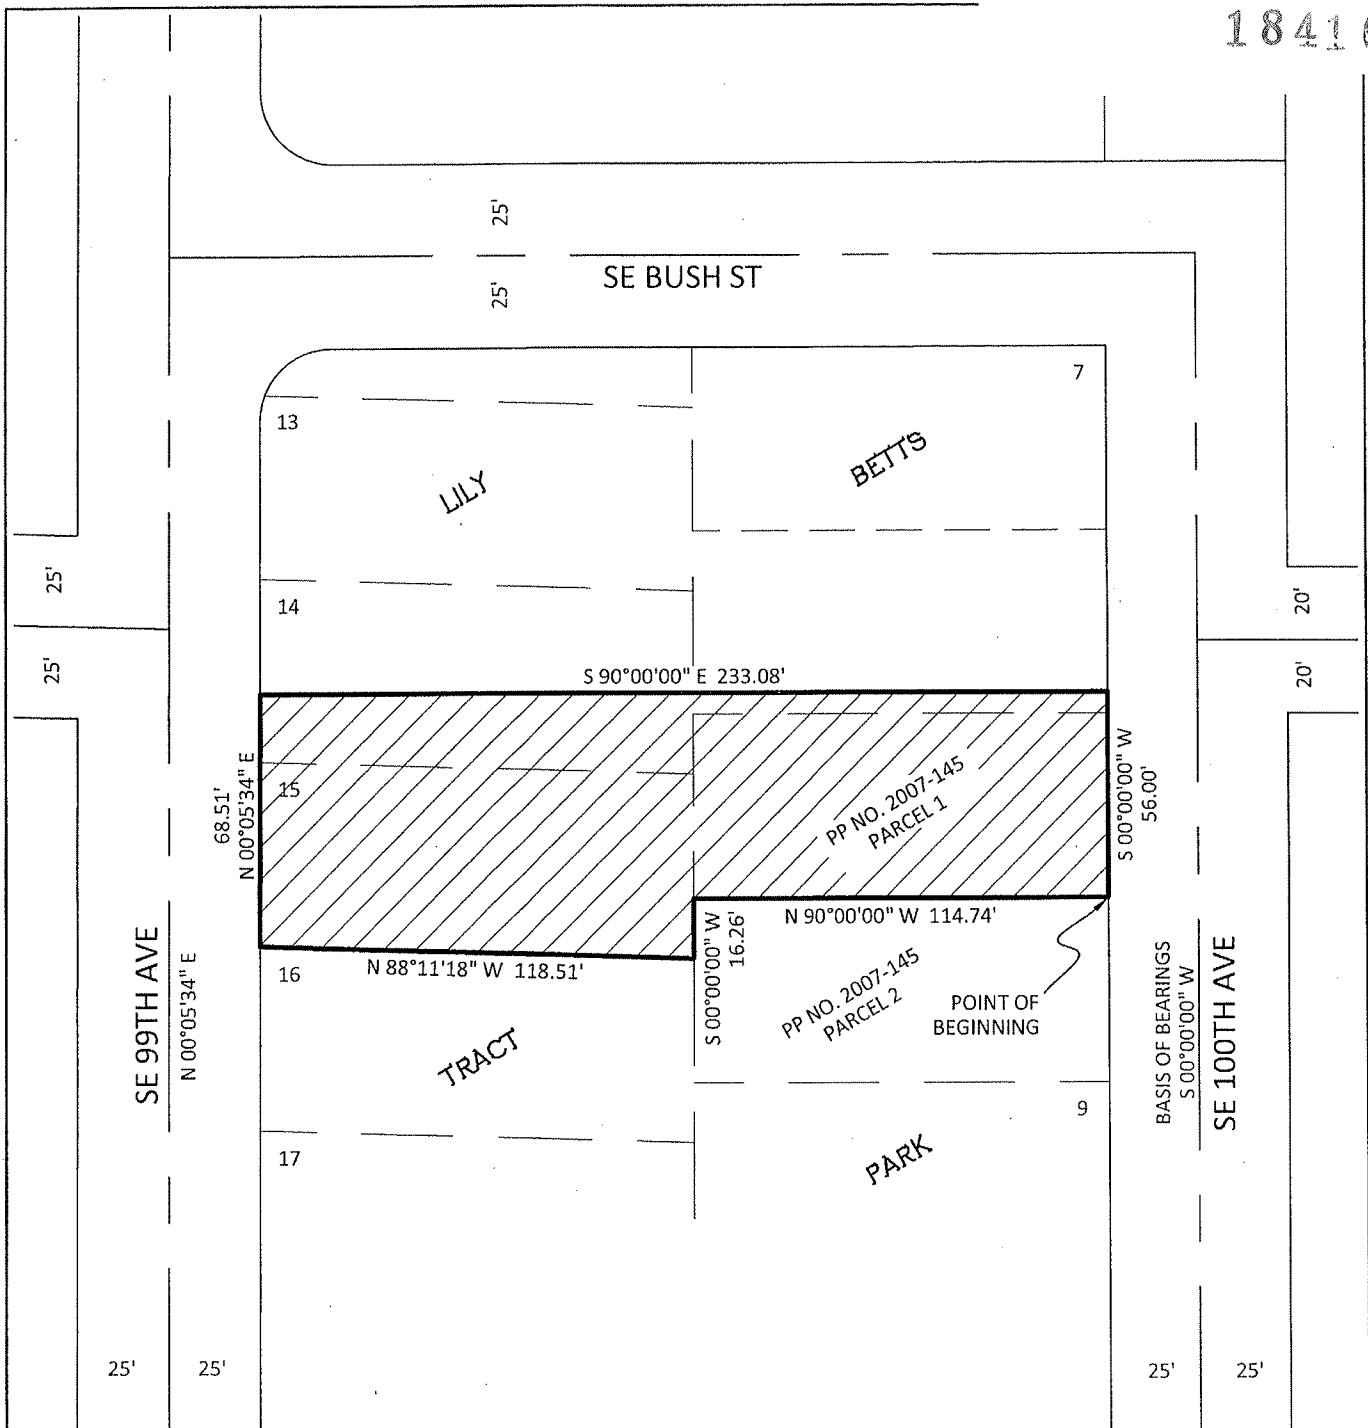 1841
25'
25'
SE BUSH ST
7
13
LILY
BETTS
25'
25'
14
20'
20'
S 90°00'00" E 233.08'
68.51'
N 00°05'34" E
15
PP NO. 2007-145
PARCEL 1
S 00°00'00" W
56.00'
N 88°11'18" W 118.51'
S 00°00'00" W
16.26'
N 90°00'00" W 114.74'
16
PP NO. 2007-145
PARCEL 2
POINT OF
BEGINNING
SE 99TH AVE
N 00°05'34" E
BASIS OF BEARINGS
S 00°00'00" W
SE 100TH AVE
TRACT
9
17
PARK
25'
25'
25'
25'